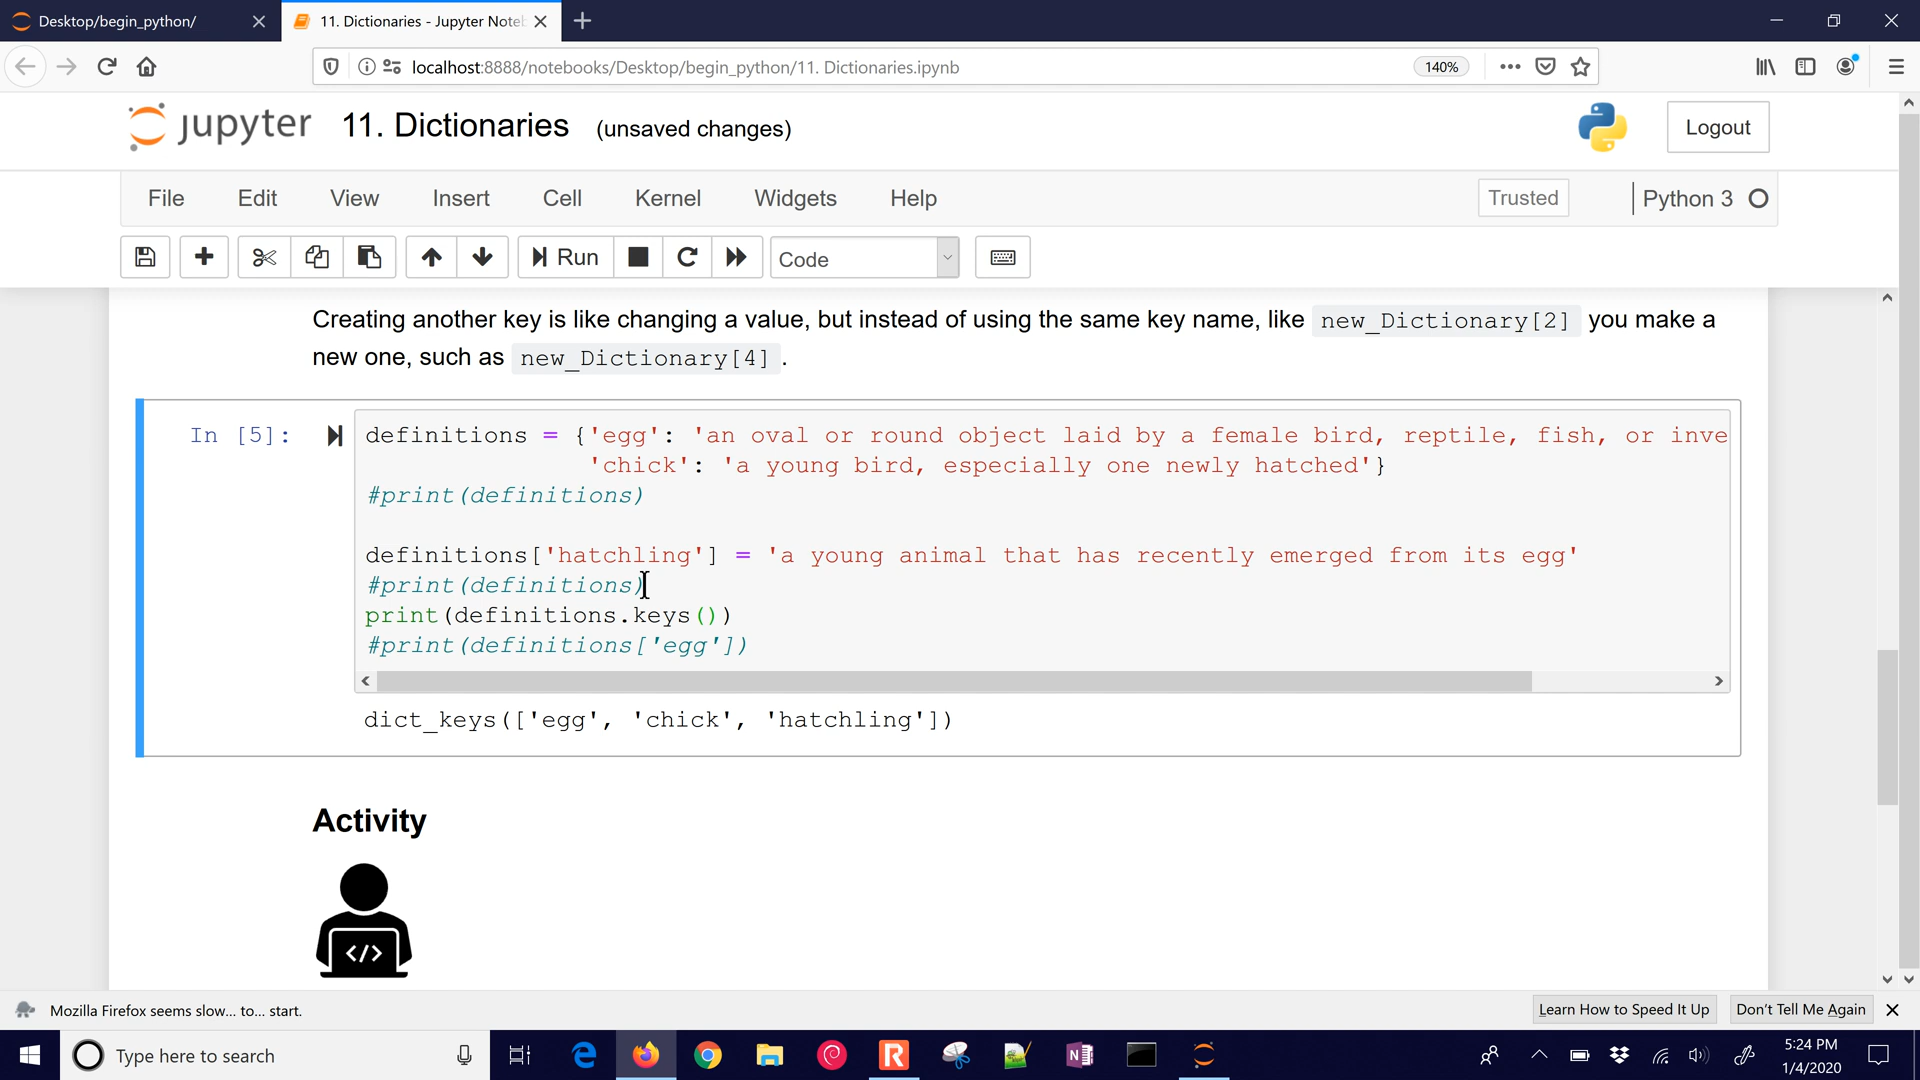 Desktop/begin_python/
11. Dictionaries - Jupyter Note
localhost:8888/notebooks/Desktop/begin_python/11. Dictionaries.ipynb
140%
jupyter
11. Dictionaries
(unsaved changes)
Logout
File
Edit
View
Insert
Cell
Kernel
Widgets
Help
Trusted
Python 3
Run
Code
Creating another key is like changing a value, but instead of using the same key name, like new_Dictionary[2] you make a
new one, such as new_Dictionary[4] .
In [5]:
definitions = {'egg': 'an oval or round object laid by a female bird, reptile, fish, or inve
'chick': 'a young bird, especially one newly hatched'}
#print(definitions)
definitions['hatchling'] = 'a young animal that has recently emerged from its egg'
#print(definitions)
print(definitions.keys())
#print(definitions['egg'])
dict_keys(['egg', 'chick', 'hatchling'])
Activity
</>
Mozilla Firefox seems slow... to... start.
Learn How to Speed It Up
Don't Tell Me Again
Type here to search
5:24 PM
1/4/2020